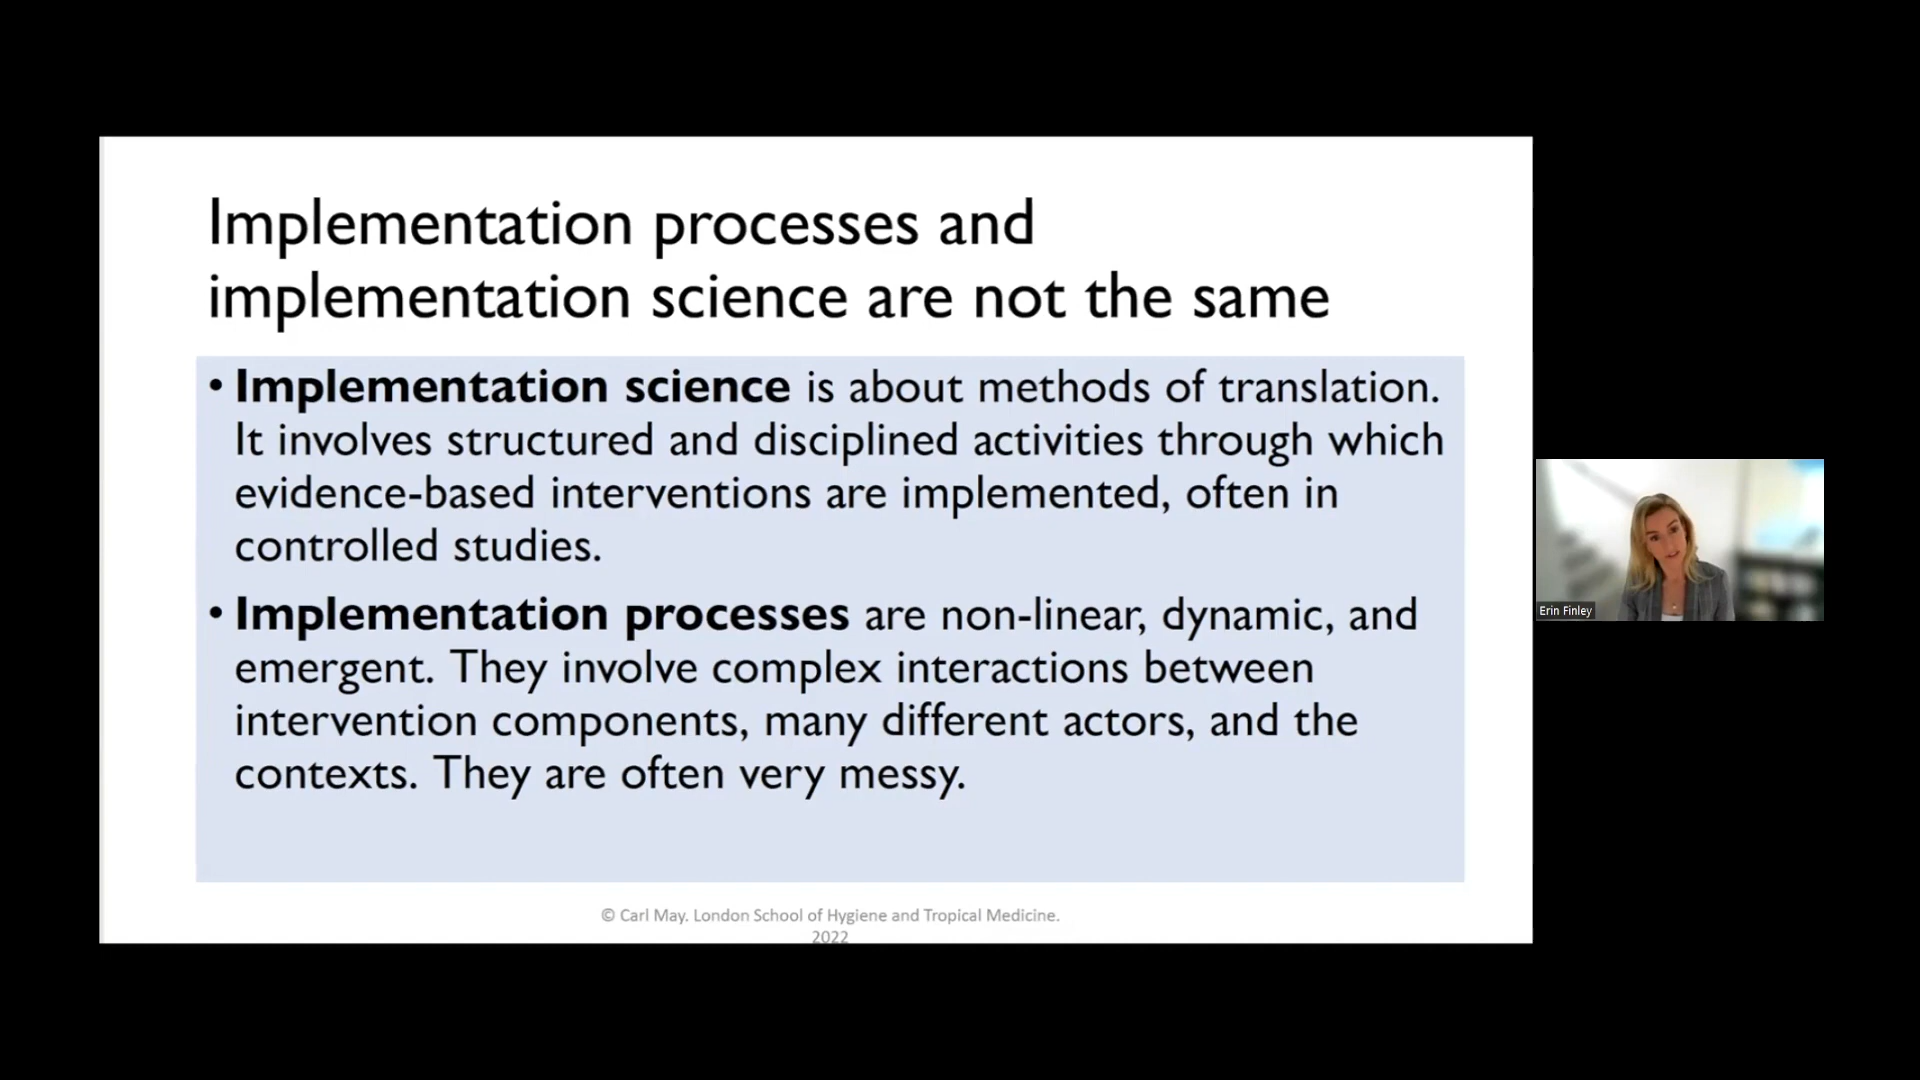 Implementation processes and
implementation science are not the same
• Implementation science is about methods of translation.
It involves structured and disciplined activities through which
evidence-based interventions are implemented, often in
controlled studies.
• Implementation processes are non-linear, dynamic, and
emergent. They involve complex interactions between
intervention components, many different actors, and the
contexts. They are often very messy.
© Carl May. London School of Hygiene and Tropical Medicine.
2022
Erin Finley